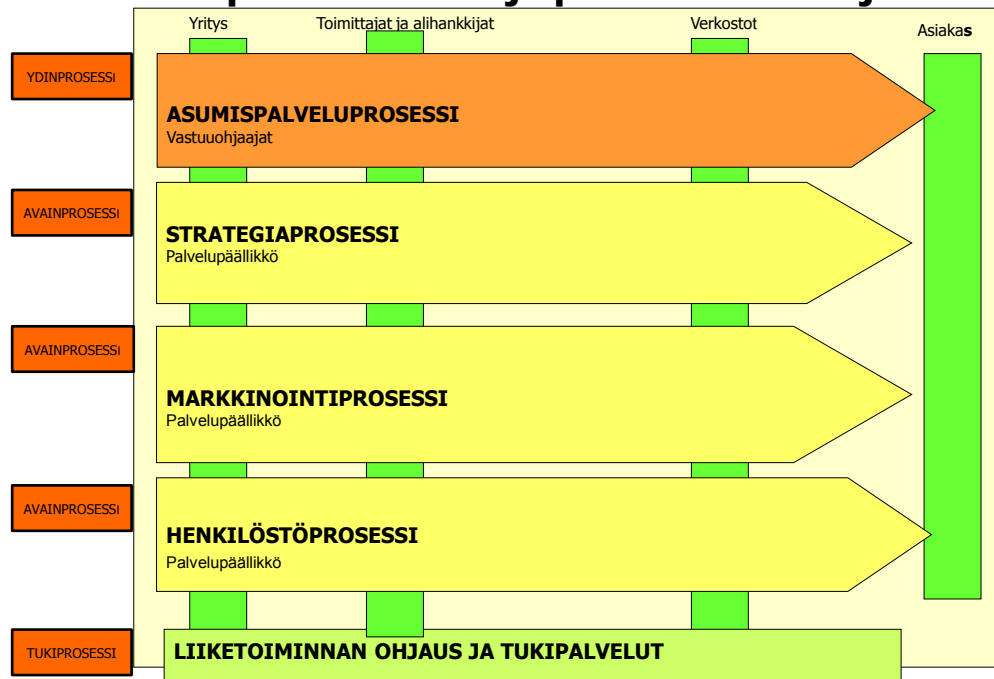 Yritys
Toimittajat ja alihankkijat
Verkostot
Asiakas
YDINPROSESSI
ASUMISPALVELUPROSESSI
Vastuuohjaajat
AVAINPROSESSI
STRATEGIAPROSESSI
Palvelupäällikkö
AVAINPROSESSI
MARKKINOINTIPROSESSI
Palvelupäällikkö
AVAINPROSESSI
HENKILÖSTÖPROSESSI
Palvelupäällikkö
TUKIPROSESSI
LIIKETOIMINNAN OHJAUS JA TUKIPALVELUT